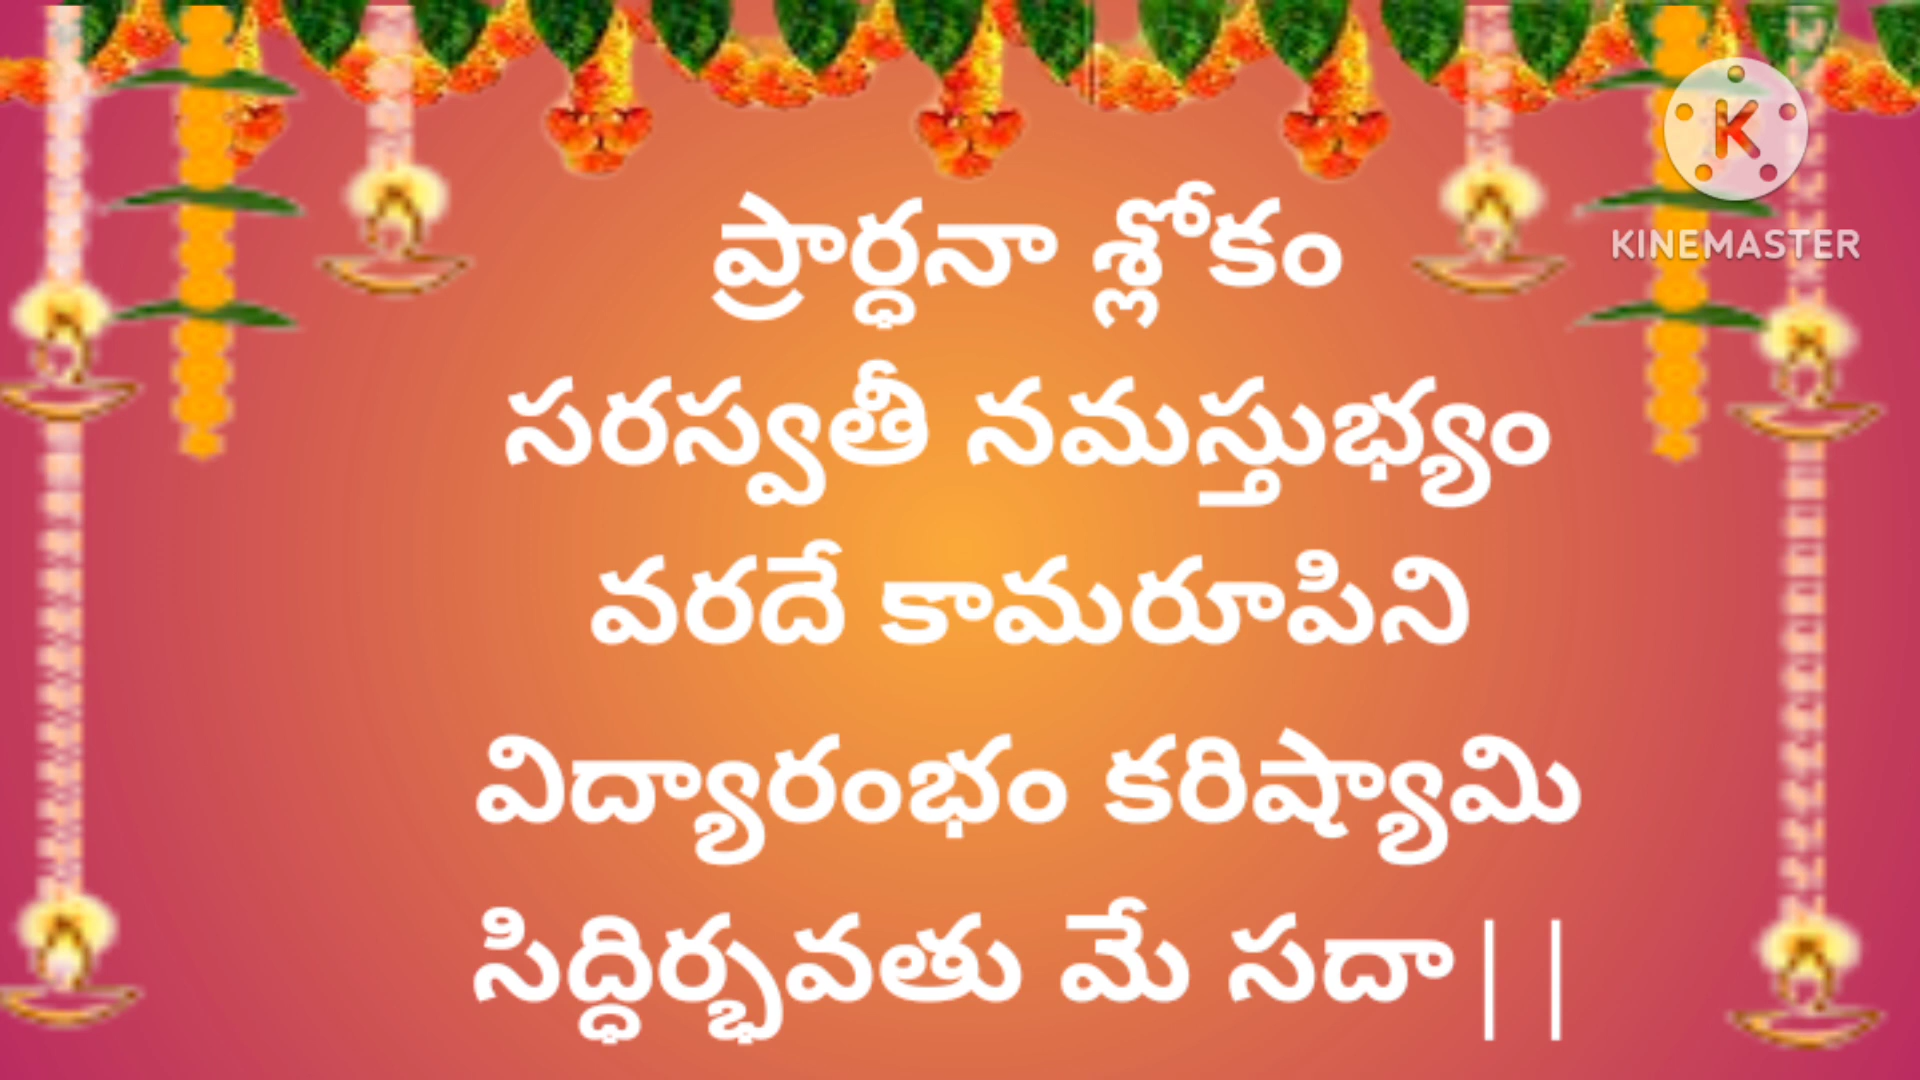 KINEMASTER
ప్రార్ధనా శ్లోకం
సరస్వతీ నమస్తుభ్యం
వరదే కామరూపిని
విద్యారంభం కరిష్యామి
సిద్ధిర్భవతు మే సదా||